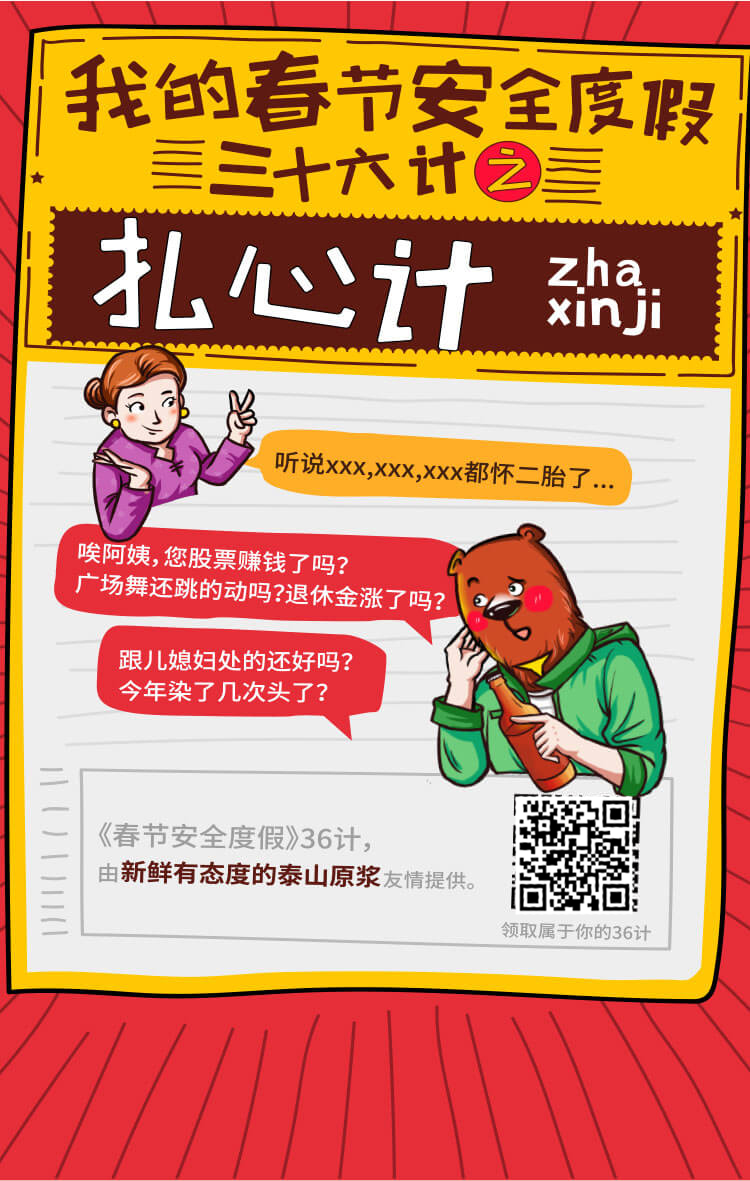 我的春节安全度假
三十六计之
扎心计
zha
xinji
听说xxx,xxx,xxx都怀二胎了...
唉阿姨,您股票赚钱了吗?
广场舞还跳的动吗?退休金涨了吗?
跟儿媳妇处的还好吗?
今年染了几次头了?
《春节安全度假》36计,
由新鲜有态度的泰山原浆友情提供。
领取属于你的36计